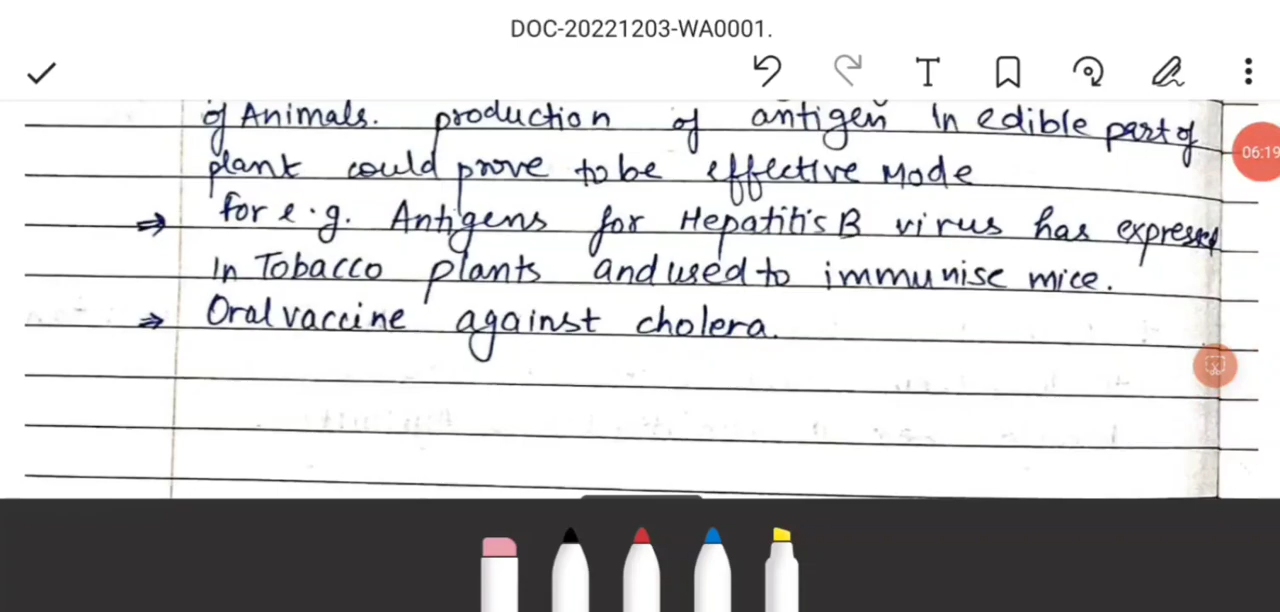 DOC-20221203-WA0001.
T
of Animals. production of antigen In edible part of
06:19
plant could prove to be effective Mode
⇒ for e.g. Antigens for Hepatitis B virus has expressed
In Tobacco plants and used to immunise mice.
⇒ Oral vaccine against cholera.